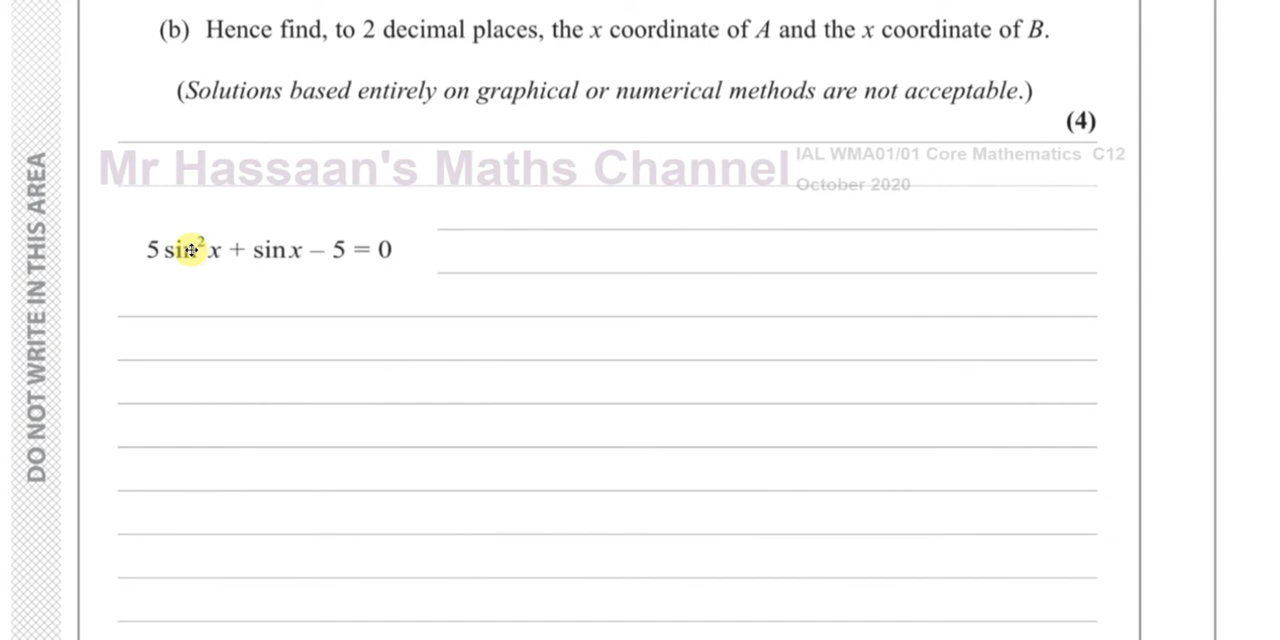 (b) Hence find, to 2 decimal places, the x coordinate of A and the x coordinate of B.
(Solutions based entirely on graphical or numerical methods are not acceptable.)
(4)
Mr Hassaan's Maths Channel
IAL WMA01/01 Core Mathematics C12
October 2020
5 sin²x + sin x – 5 = 0
DO NOT WRITE IN THIS AREA